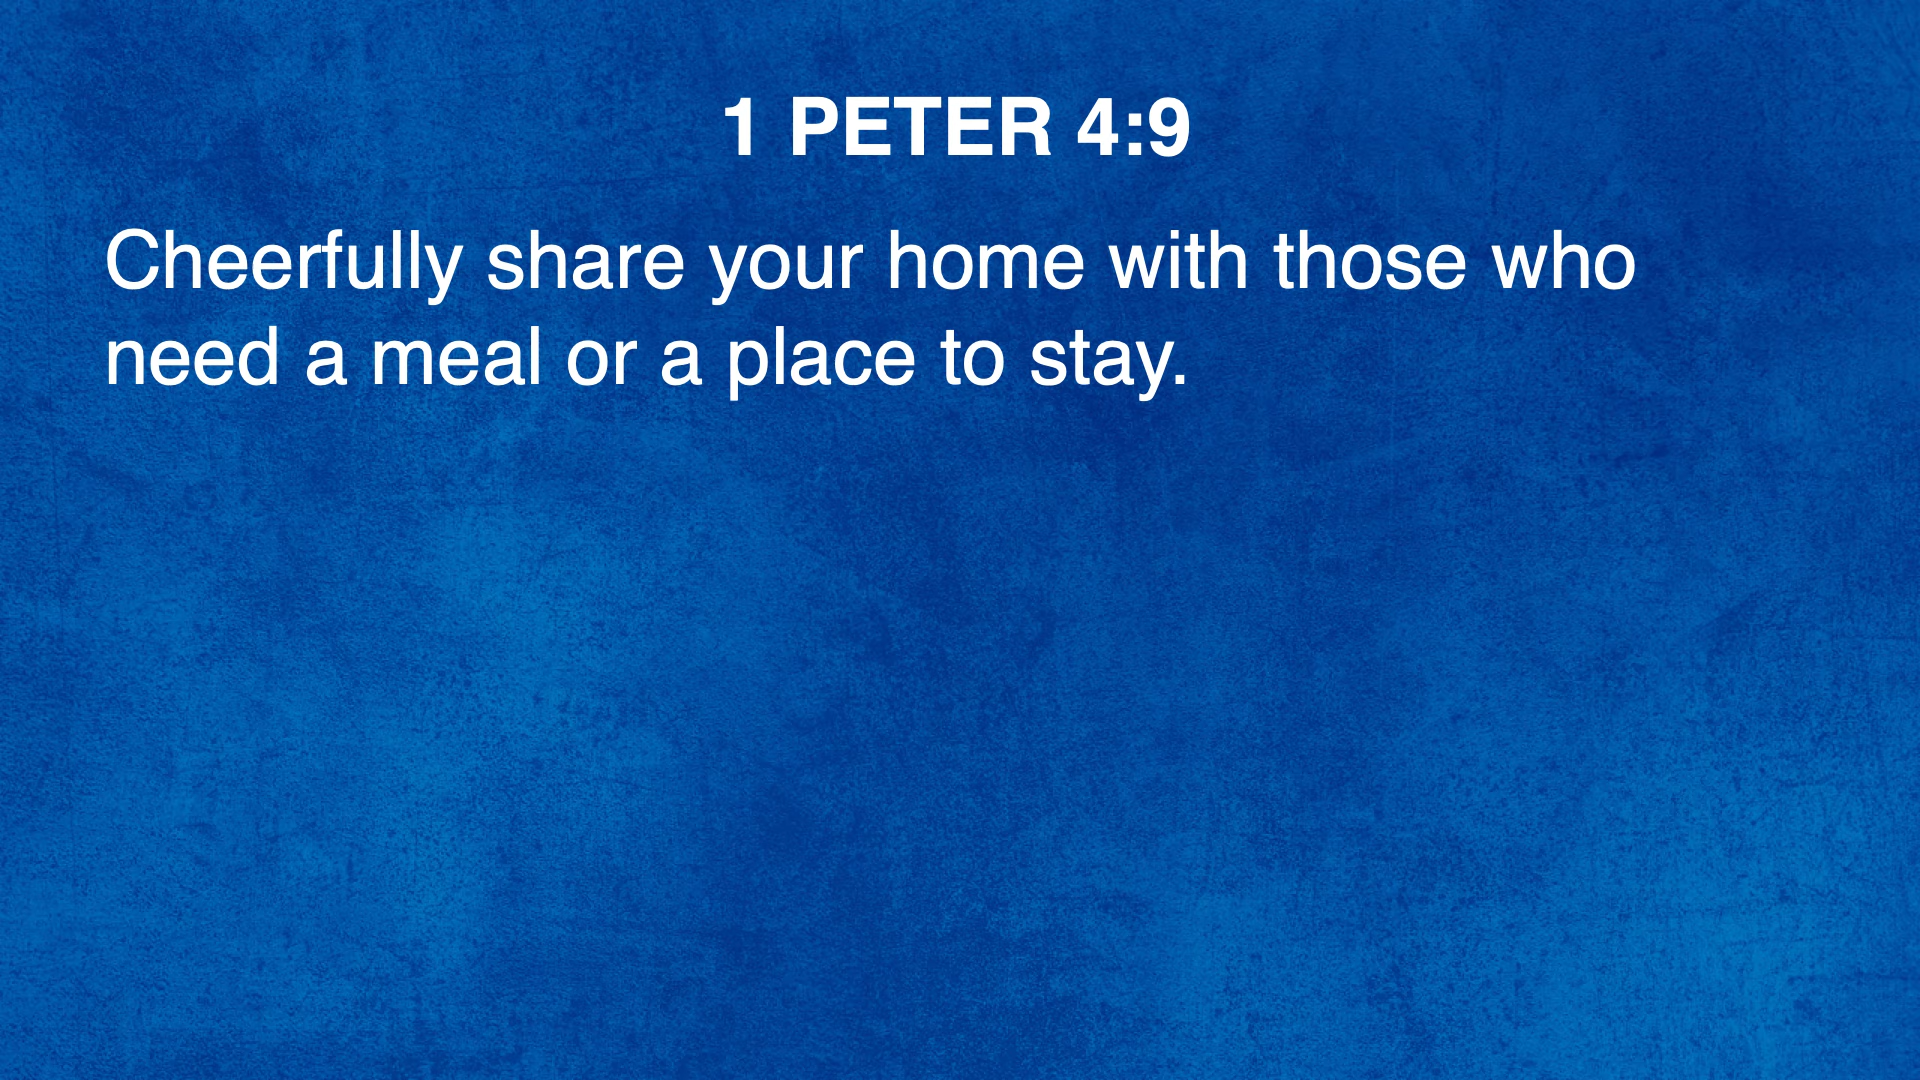 1 PETER 4:9
Cheerfully share your home with those who
need a meal or a place to stay.